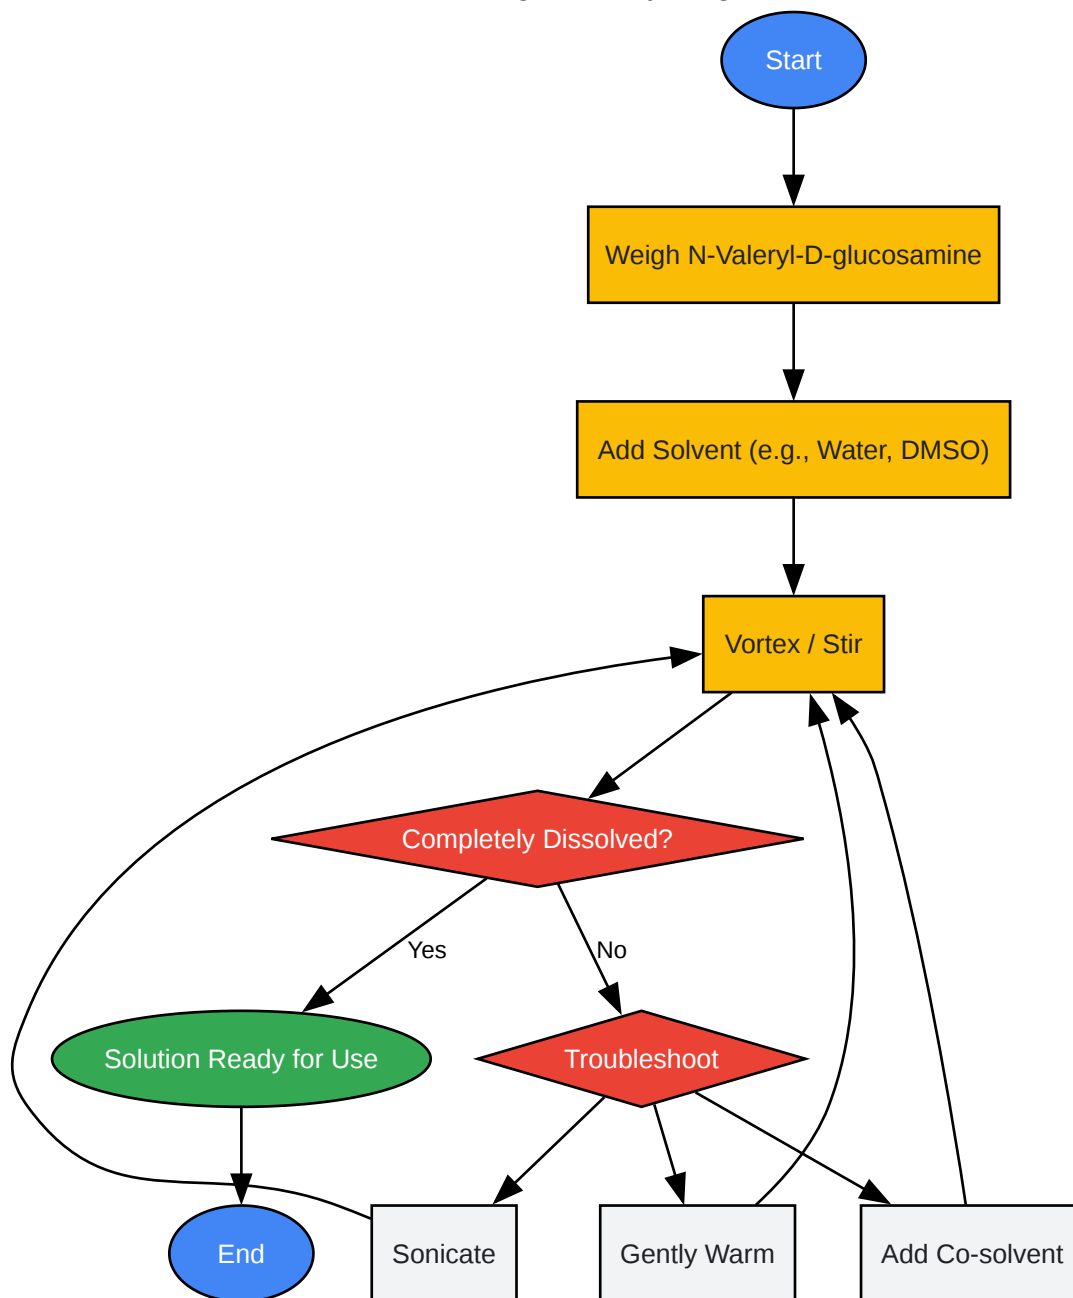 Start
Weigh N-Valeryl-D-glucosamine
Add Solvent (e.g., Water, DMSO)
Vortex / Stir
Completely Dissolved?
Yes
No
Solution Ready for Use
Troubleshoot
End
Sonicate
Gently Warm
Add Co-solvent